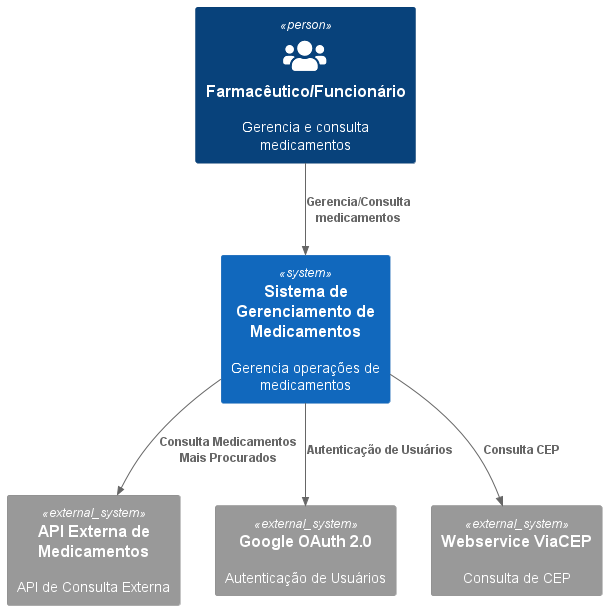 «person»
Farmacêutico/Funcionário
Gerencia e consulta
medicamentos
Gerencia/Consulta
medicamentos
«system»
Sistema de
Gerenciamento de
Medicamentos
Gerencia operações de
medicamentos
Consulta Medicamentos
Mais Procurados
Autenticação de Usuários
Consulta CEP
«external_system»
API Externa de
Medicamentos
API de Consulta Externa
«external_system»
Google OAuth 2.0
Autenticação de Usuários
«external_system»
Webservice ViaCEP
Consulta de CEP